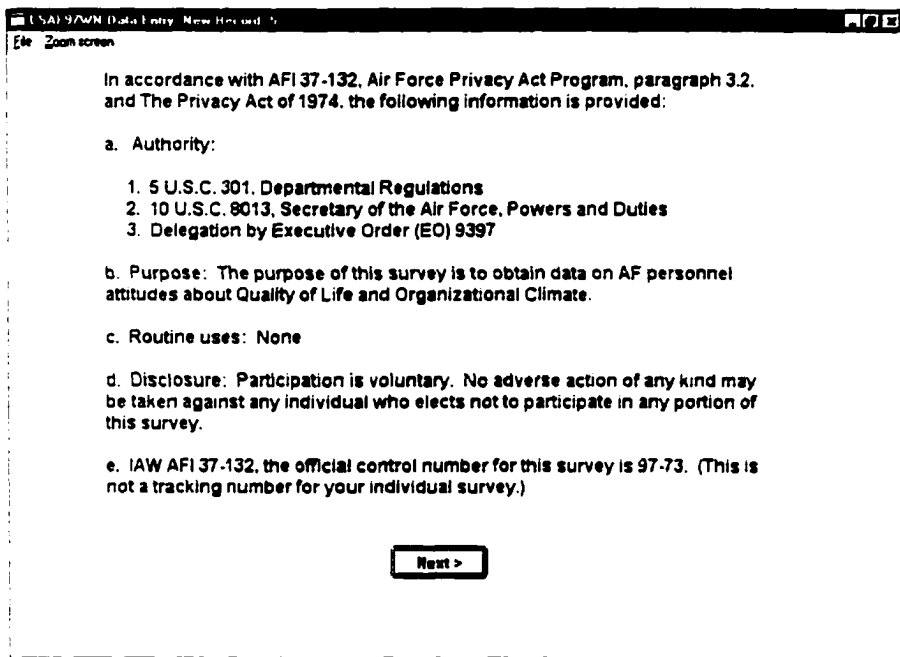 CSAF97WN Data Entry New Record 5
File Zoom screen
In accordance with AFI 37-132, Air Force Privacy Act Program, paragraph 3.2,
and The Privacy Act of 1974, the following information is provided:
a. Authority:
1. 5 U.S.C. 301, Departmental Regulations
2. 10 U.S.C. 8013, Secretary of the Air Force, Powers and Duties
3. Delegation by Executive Order (EO) 9397
b. Purpose: The purpose of this survey is to obtain data on AF personnel
attitudes about Quality of Life and Organizational Climate.
c. Routine uses: None
d. Disclosure: Participation is voluntary. No adverse action of any kind may
be taken against any individual who elects not to participate in any portion of
this survey.
e. IAW AFI 37-132, the official control number for this survey is 97-73. (This is
not a tracking number for your individual survey.)
Next >